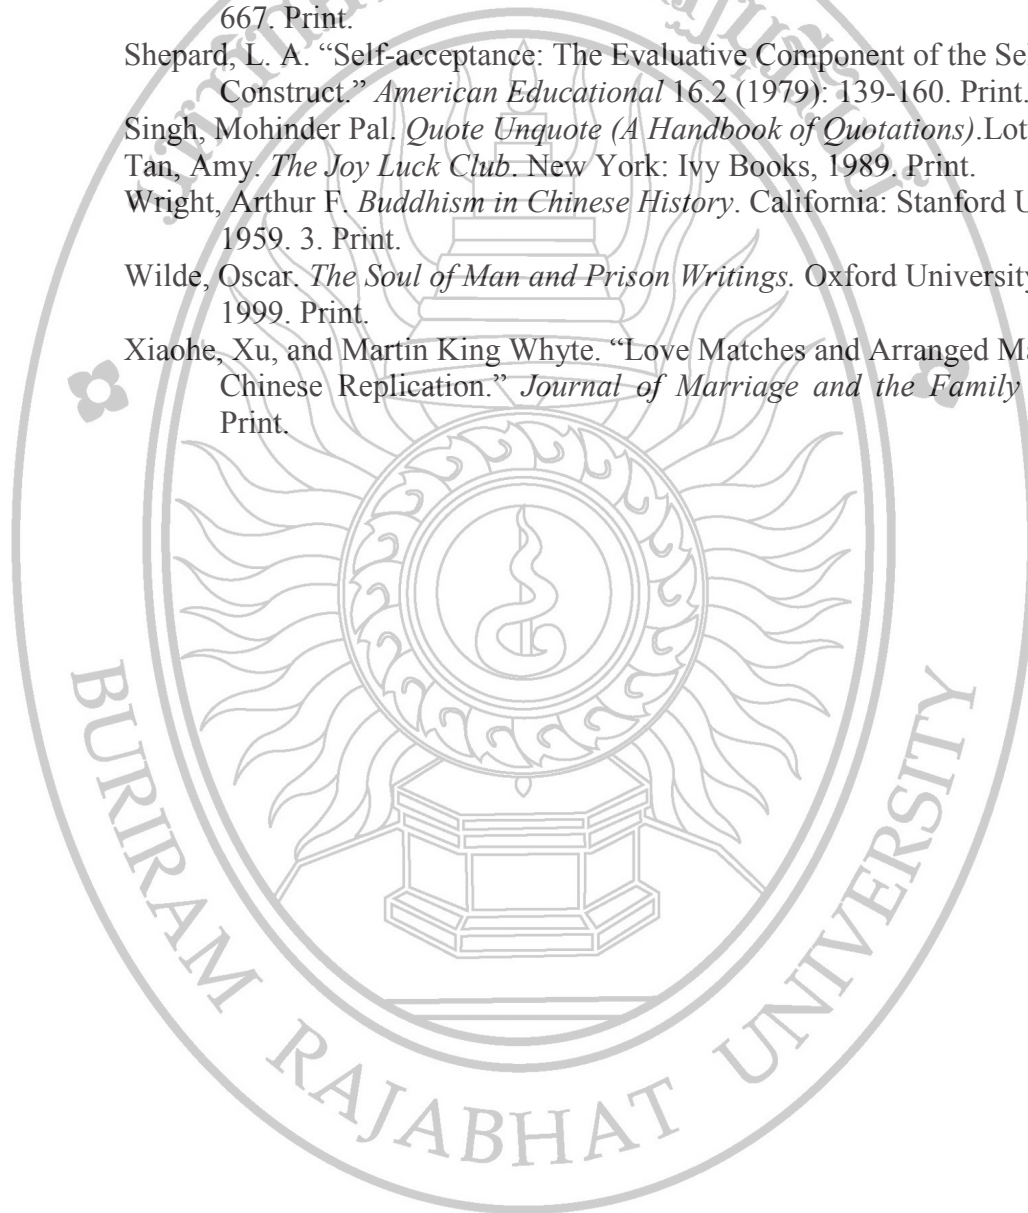 667. Print.
Shepard, L. A. “Self-acceptance: The Evaluative Component of the Sel
Construct.” American Educational 16.2 (1979): 139-160. Print.
Singh, Mohinder Pal. Quote Unquote (A Handbook of Quotations).Lot
Tan, Amy. The Joy Luck Club. New York: Ivy Books, 1989. Print.
Wright, Arthur F. Buddhism in Chinese History. California: Stanford U
1959. 3. Print.
Wilde, Oscar. The Soul of Man and Prison Writings. Oxford University
1999. Print.
Xiaohe, Xu, and Martin King Whyte. “Love Matches and Arranged Ma
Chinese Replication.” Journal of Marriage and the Family
Print.
BURIRAM RAJABHAT UNIVERSITY